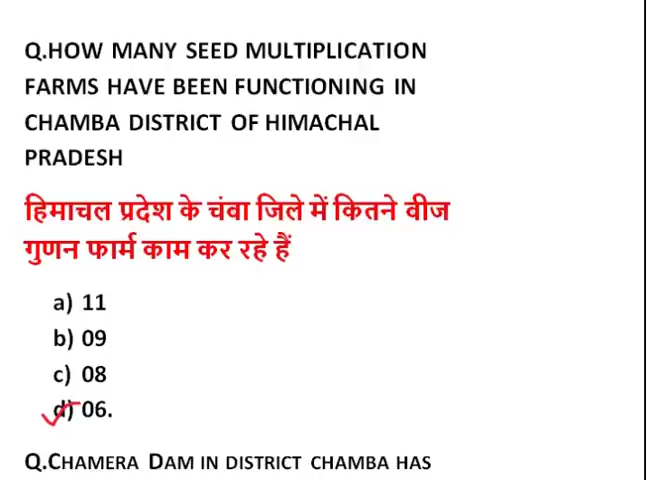 Q.HOW MANY SEED MULTIPLICATION
FARMS HAVE BEEN FUNCTIONING IN
CHAMBA DISTRICT OF HIMACHAL
PRADESH
हिमाचल प्रदेश के चंवा जिले में कितने वीज
गुणन फार्म काम कर रहे हैं
a) 11
b) 09
c) 08
d) 06.
Q.CHAMERA DAM IN DISTRICT CHAMBA HAS